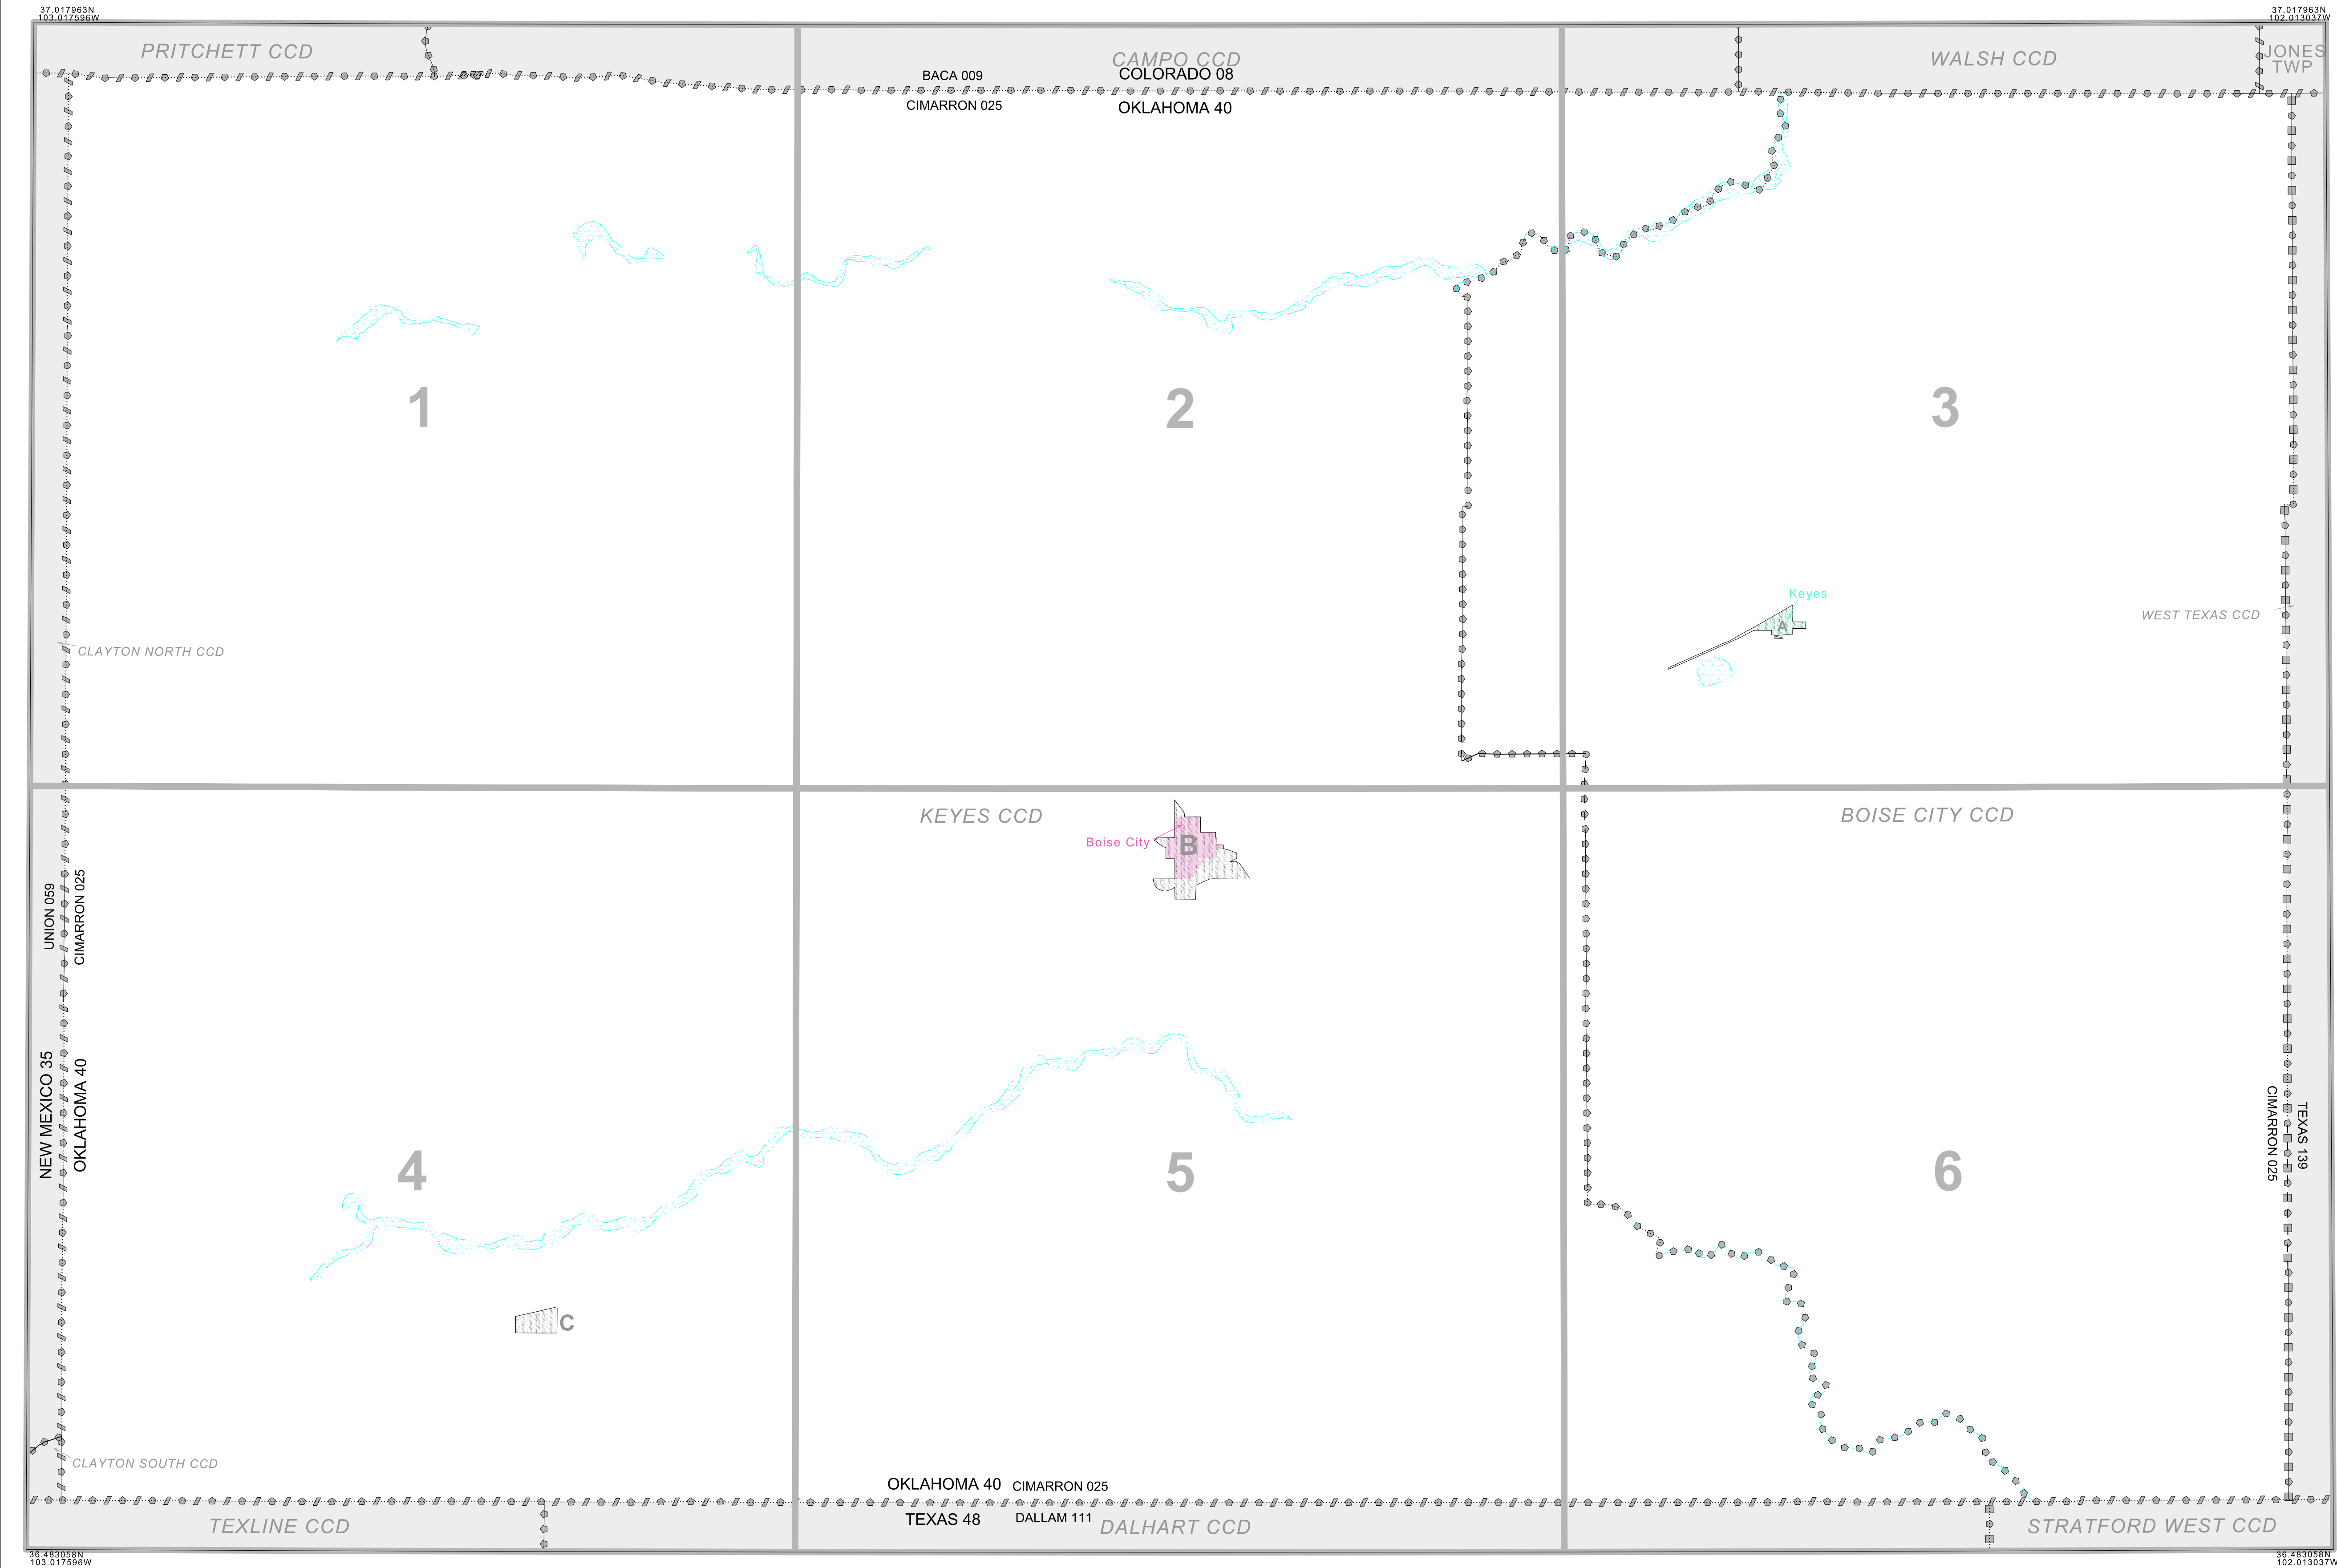 37.017963N
103.017596W
37.017963N
102.013037W
PRITCHETT CCD
CAMPO CCD
WALSH CCD
JONES
TWP
BACA 009
COLORADO 08
CIMARRON 025
OKLAHOMA 40
1
2
3
Keyes
A
WEST TEXAS CCD
CLAYTON NORTH CCD
KEYES CCD
BOISE CITY CCD
Boise City
B
UNION 059
CIMARRON 025
NEW MEXICO 35
OKLAHOMA 40
TEXAS 139
CIMARRON 025
4
5
6
C
CLAYTON SOUTH CCD
OKLAHOMA 40
CIMARRON 025
TEXAS 48
DALLAM 111
TEXLINE CCD
DALHART CCD
STRATFORD WEST CCD
36.483058N
103.017596W
36.483058N
102.013037W